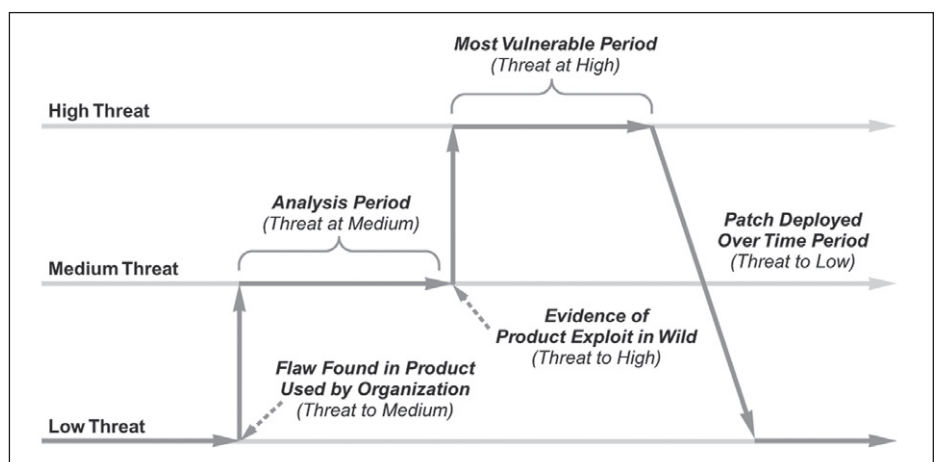 Most Vulnerable Period
(Threat at High)
High Threat
Analysis Period
(Threat at Medium)
Patch Deployed
Over Time Period
(Threat to Low)
Medium Threat
Evidence of
Product Exploit in Wild
(Threat to High)
Flaw Found in Product
Used by Organization
(Threat to Medium)
Low Threat